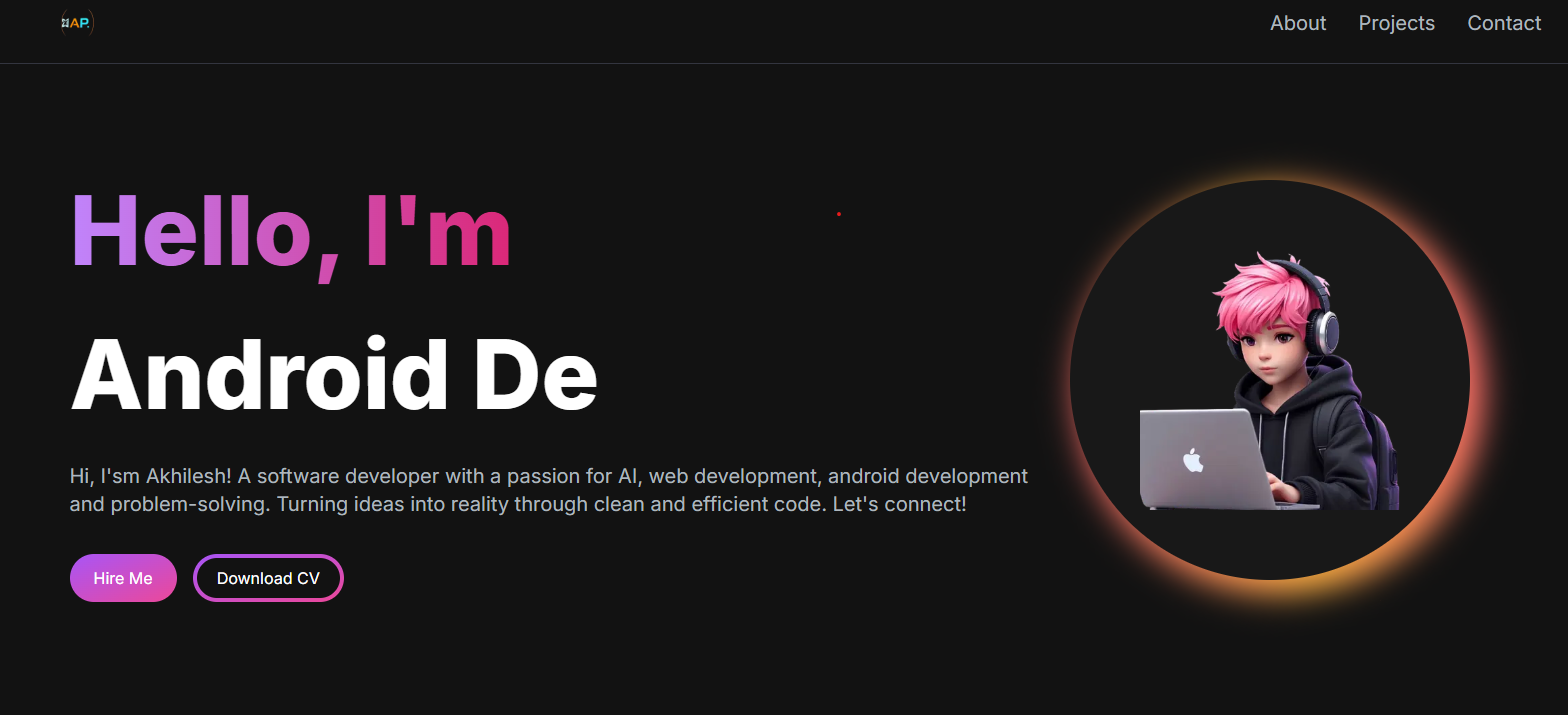 AP.
About Projects Contact
Hello, I'm
Android De
Hi, I'sm Akhilesh! A software developer with a passion for AI, web development, android development
and problem-solving. Turning ideas into reality through clean and efficient code. Let's connect!
Hire Me Download CV